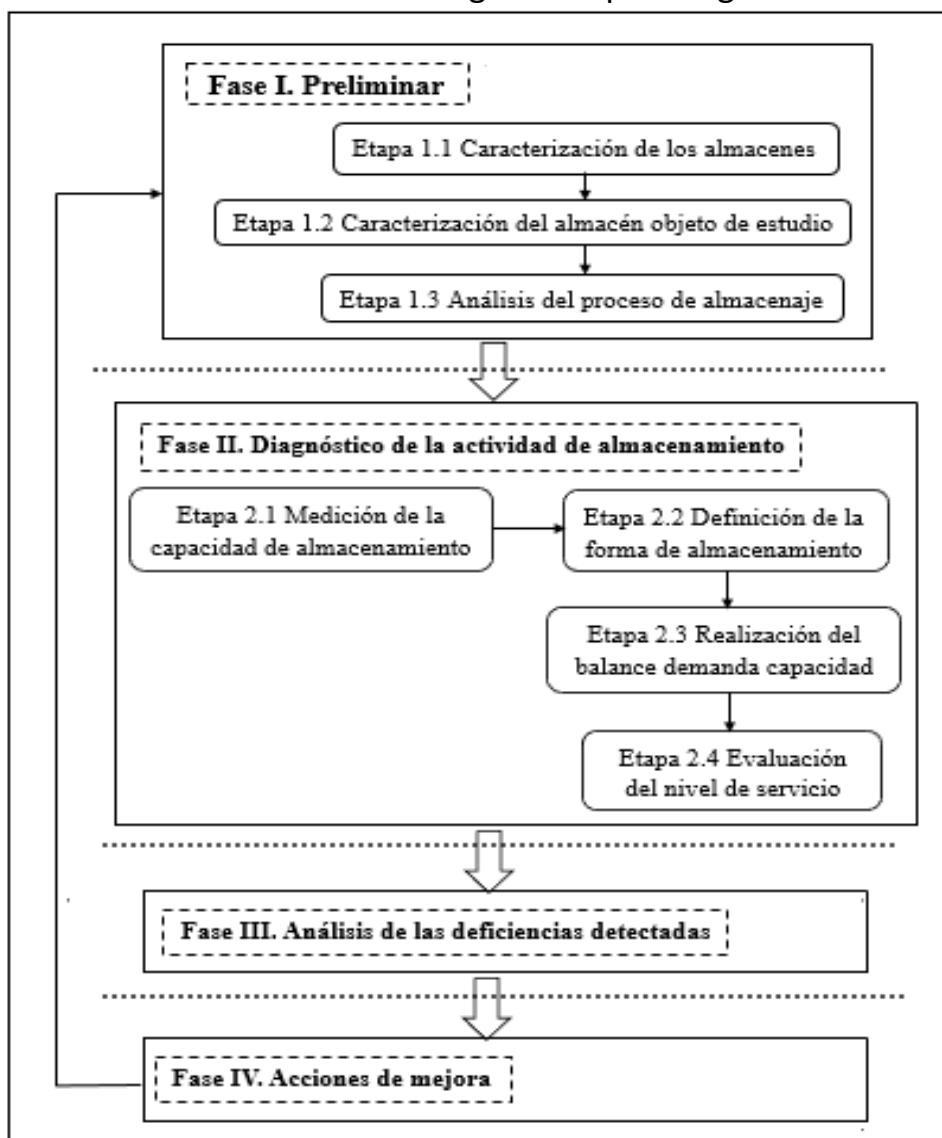 Fase I. Preliminar
Etapa 1.1 Caracterización de los almacenes
Etapa 1.2 Caracterización del almacén objeto de estudio
Etapa 1.3 Análisis del proceso de almacenaje
Fase II. Diagnóstico de la actividad de almacenamiento
Etapa 2.1 Medición de la
capacidad de almacenamiento
Etapa 2.2 Definición de la
forma de almacenamiento
Etapa 2.3 Realización del
balance demanda capacidad
Etapa 2.4 Evaluación
del nivel de servicio
Fase III. Análisis de las deficiencias detectadas
Fase IV. Acciones de mejora